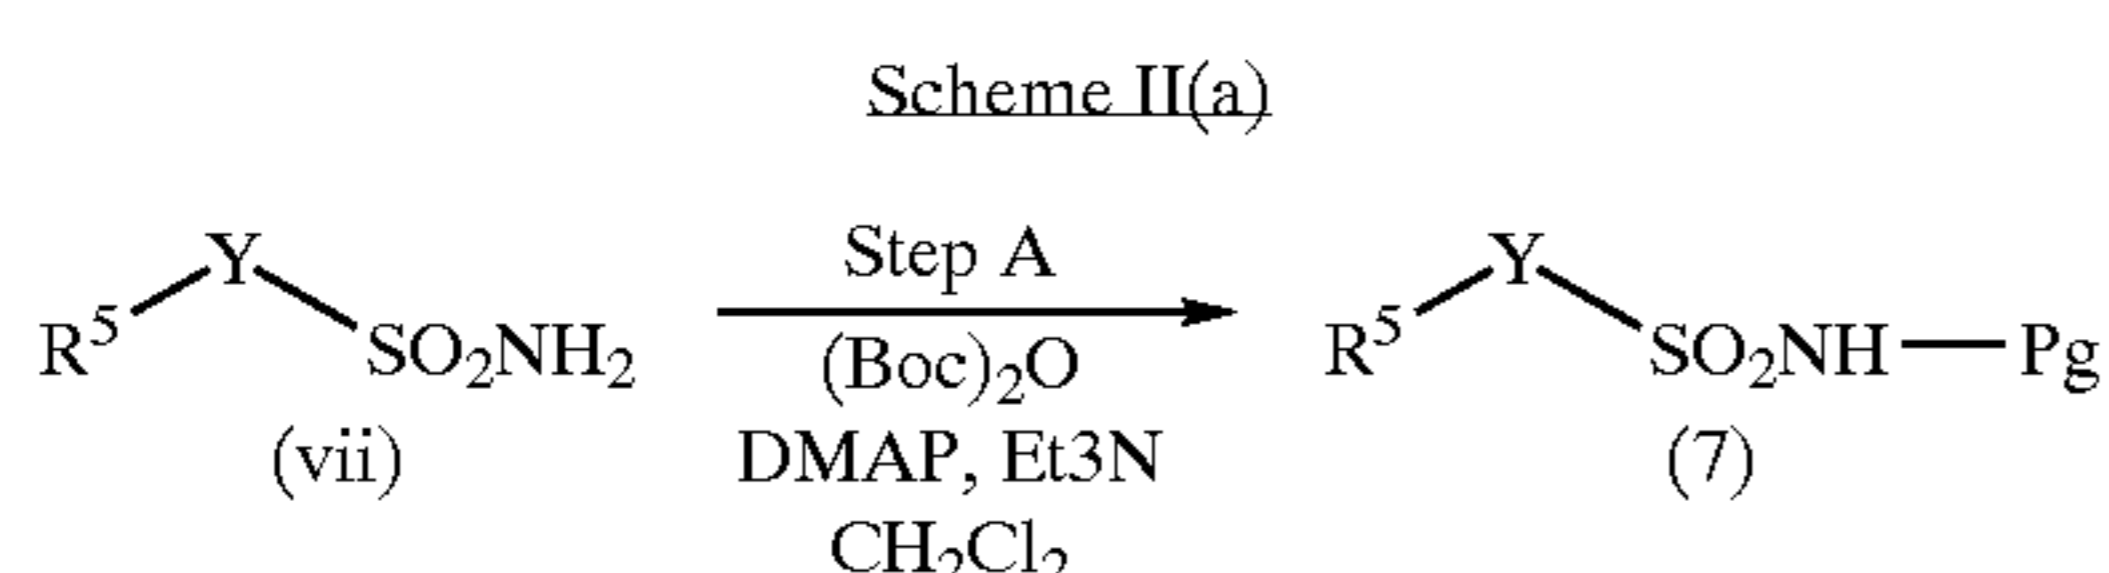 Scheme II(a)
Step A
R⁵ Y SO₂NH₂ (Boc)₂O R⁵ Y SO₂NH—Pg
(vii) DMAP, Et3N (7)
CH₂Cl₂